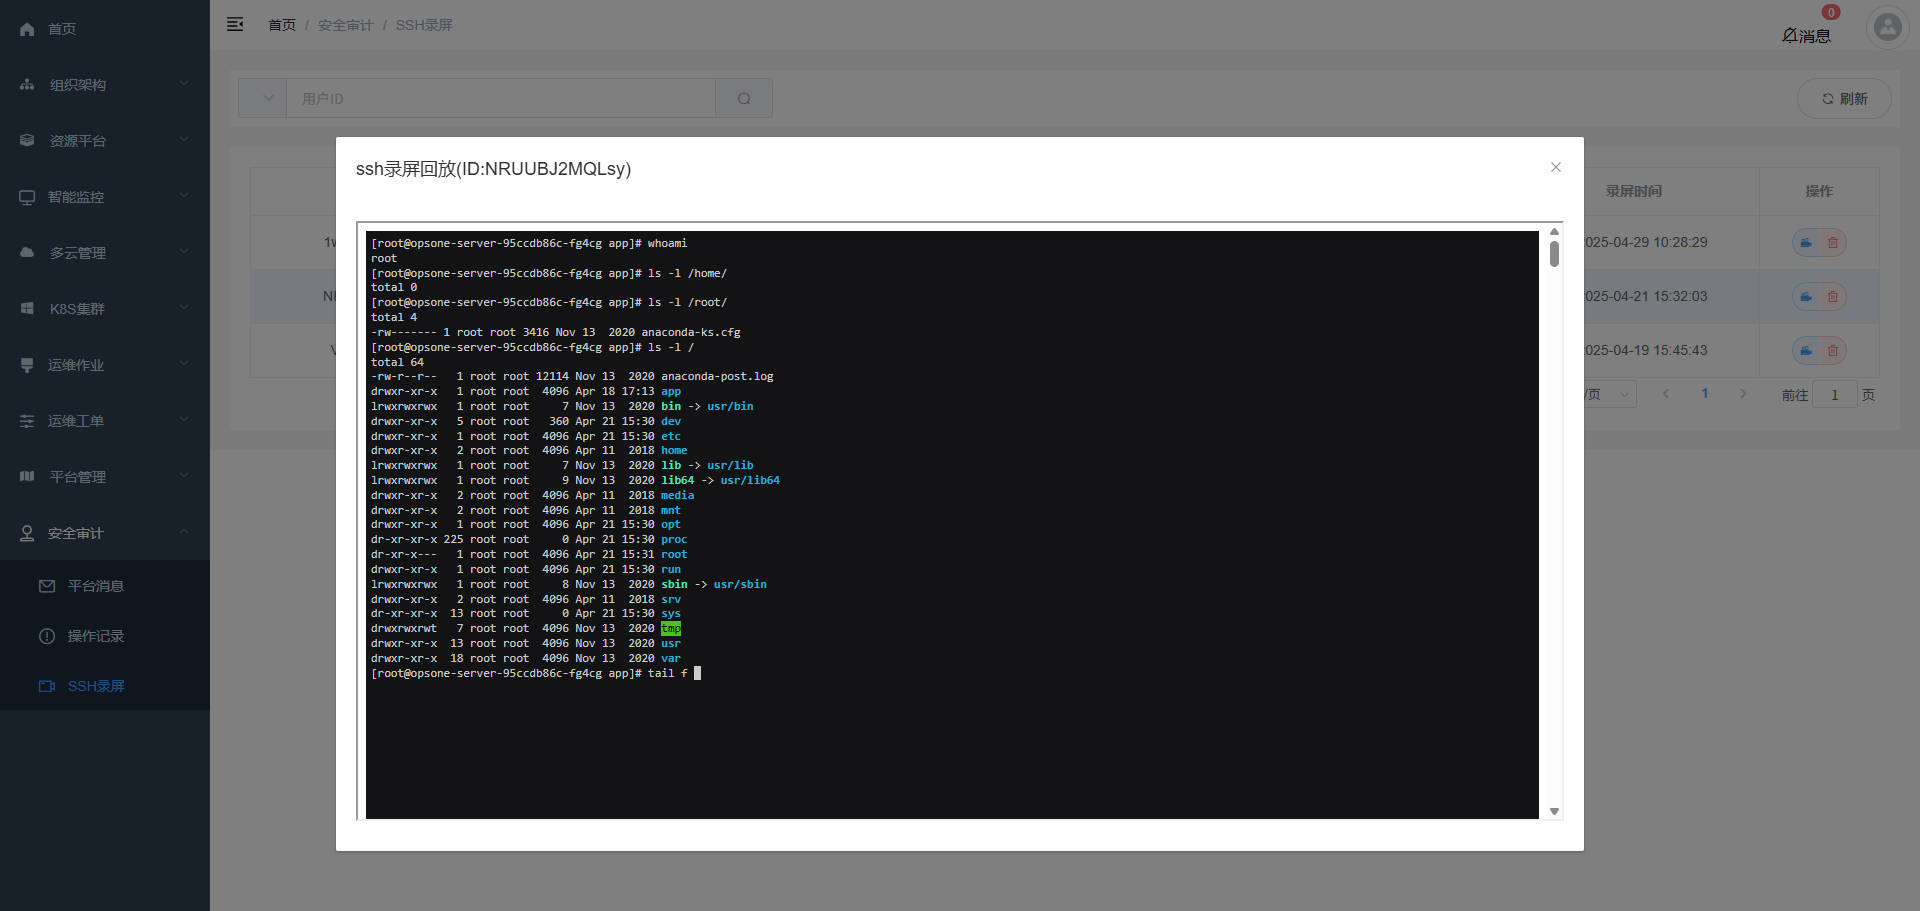 首页
组织架构
资源平台
智能监控
多云管理
K8S集群
运维作业
运维工单
平台管理
安全审计
平台消息
操作记录
SSH录屏
首页 / 安全审计 / SSH录屏
0
消息
用户ID
刷新
录屏时间 操作
025-04-29 10:28:29
025-04-21 15:32:03
025-04-19 15:45:43
/页 1 前往 1 页
ssh录屏回放(ID:NRUUBJ2MQLsy)
[root@opsone-server-95ccdb86c-fg4cg app]# whoami
root
[root@opsone-server-95ccdb86c-fg4cg app]# ls -l /home/
total 0
[root@opsone-server-95ccdb86c-fg4cg app]# ls -l /root/
total 4
-rw------- 1 root root 3416 Nov 13  2020 anaconda-ks.cfg
[root@opsone-server-95ccdb86c-fg4cg app]# ls -l /
total 64
-rw-r--r--   1 root root 12114 Nov 13  2020 anaconda-post.log
drwxr-xr-x   1 root root  4096 Apr 18 17:13 app
lrwxrwxrwx   1 root root     7 Nov 13  2020 bin -> usr/bin
drwxr-xr-x   5 root root   360 Apr 21 15:30 dev
drwxr-xr-x   1 root root  4096 Apr 21 15:30 etc
drwxr-xr-x   2 root root  4096 Apr 11  2018 home
lrwxrwxrwx   1 root root     7 Nov 13  2020 lib -> usr/lib
lrwxrwxrwx   1 root root     9 Nov 13  2020 lib64 -> usr/lib64
drwxr-xr-x   2 root root  4096 Apr 11  2018 media
drwxr-xr-x   2 root root  4096 Apr 11  2018 mnt
drwxr-xr-x   1 root root  4096 Apr 21 15:30 opt
dr-xr-xr-x 225 root root     0 Apr 21 15:30 proc
dr-xr-x---   1 root root  4096 Apr 21 15:31 root
drwxr-xr-x   1 root root  4096 Apr 21 15:30 run
lrwxrwxrwx   1 root root     8 Nov 13  2020 sbin -> usr/sbin
drwxr-xr-x   2 root root  4096 Apr 11  2018 srv
dr-xr-xr-x  13 root root     0 Apr 21 15:30 sys
drwxrwxrwt   7 root root  4096 Nov 13  2020 tmp
drwxr-xr-x  13 root root  4096 Nov 13  2020 usr
drwxr-xr-x  18 root root  4096 Nov 13  2020 var
[root@opsone-server-95ccdb86c-fg4cg app]# tail f